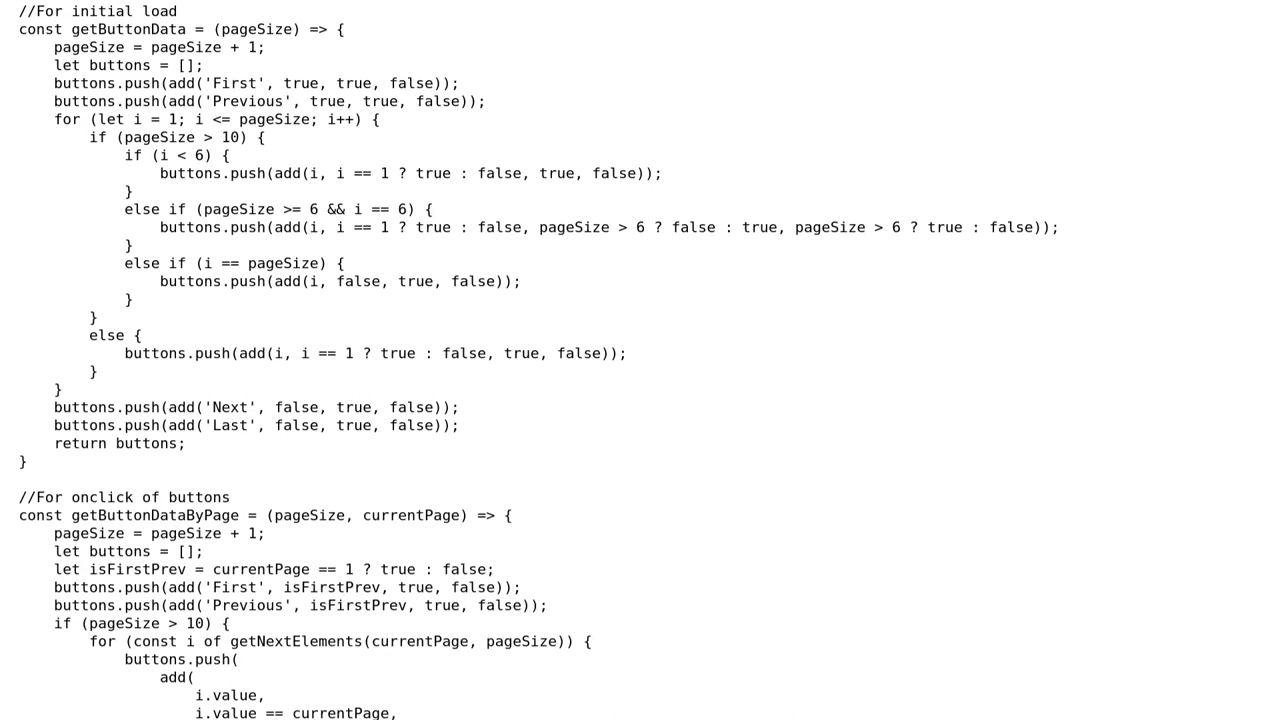 //For initial load
const getButtonData = (pageSize) => {
    pageSize = pageSize + 1;
    let buttons = [];
    buttons.push(add('First', true, true, false));
    buttons.push(add('Previous', true, true, false));
    for (let i = 1; i <= pageSize; i++) {
        if (pageSize > 10) {
            if (i < 6) {
                buttons.push(add(i, i == 1 ? true : false, true, false));
            }
            else if (pageSize >= 6 && i == 6) {
                buttons.push(add(i, i == 1 ? true : false, pageSize > 6 ? false : true, pageSize > 6 ? true : false));
            }
            else if (i == pageSize) {
                buttons.push(add(i, false, true, false));
            }
        }
        else {
            buttons.push(add(i, i == 1 ? true : false, true, false));
        }
    }
    buttons.push(add('Next', false, true, false));
    buttons.push(add('Last', false, true, false));
    return buttons;
}

//For onclick of buttons
const getButtonDataByPage = (pageSize, currentPage) => {
    pageSize = pageSize + 1;
    let buttons = [];
    let isFirstPrev = currentPage == 1 ? true : false;
    buttons.push(add('First', isFirstPrev, true, false));
    buttons.push(add('Previous', isFirstPrev, true, false));
    if (pageSize > 10) {
        for (const i of getNextElements(currentPage, pageSize)) {
            buttons.push(
                add(
                    i.value,
                    i.value == currentPage,